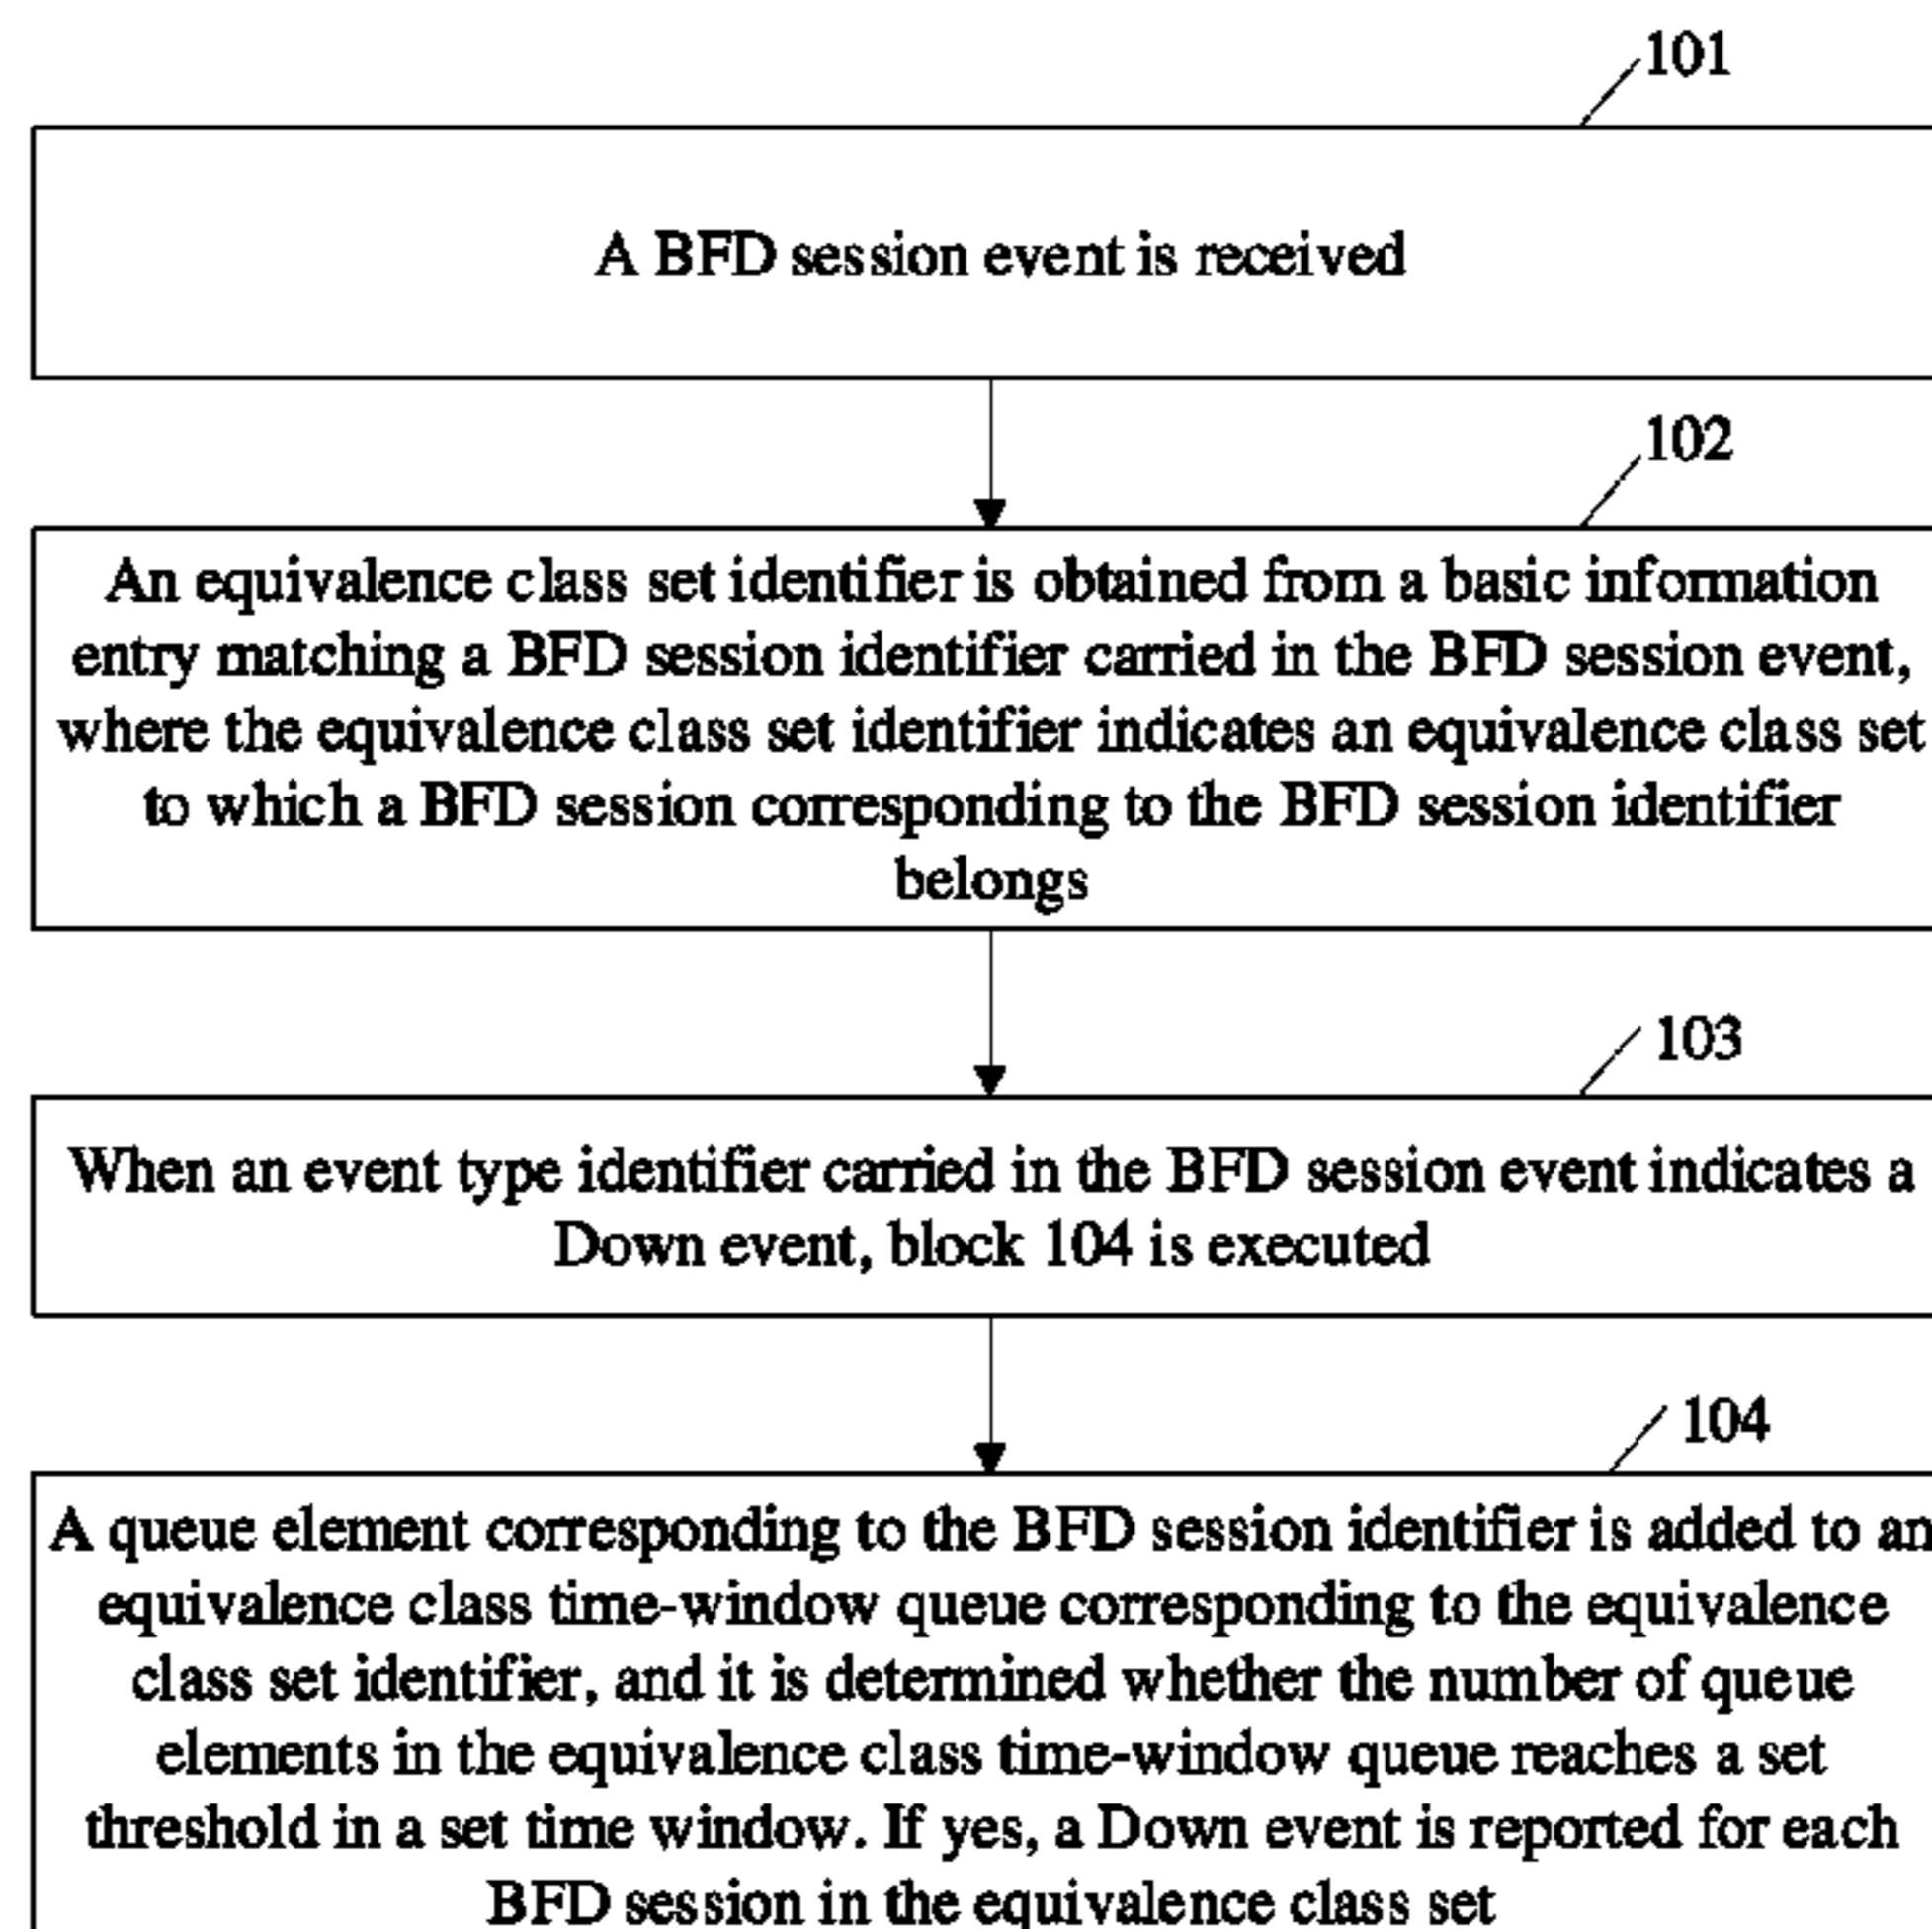 101
A BFD session event is received
102
An equivalence class set identifier is obtained from a basic information
entry matching a BFD session identifier carried in the BFD session event,
where the equivalence class set identifier indicates an equivalence class set
to which a BFD session corresponding to the BFD session identifier
belongs
103
When an event type identifier carried in the BFD session event indicates a
Down event, block 104 is executed
104
A queue element corresponding to the BFD session identifier is added to an
equivalence class time-window queue corresponding to the equivalence
class set identifier, and it is determined whether the number of queue
elements in the equivalence class time-window queue reaches a set
threshold in a set time window. If yes, a Down event is reported for each
BFD session in the equivalence class set